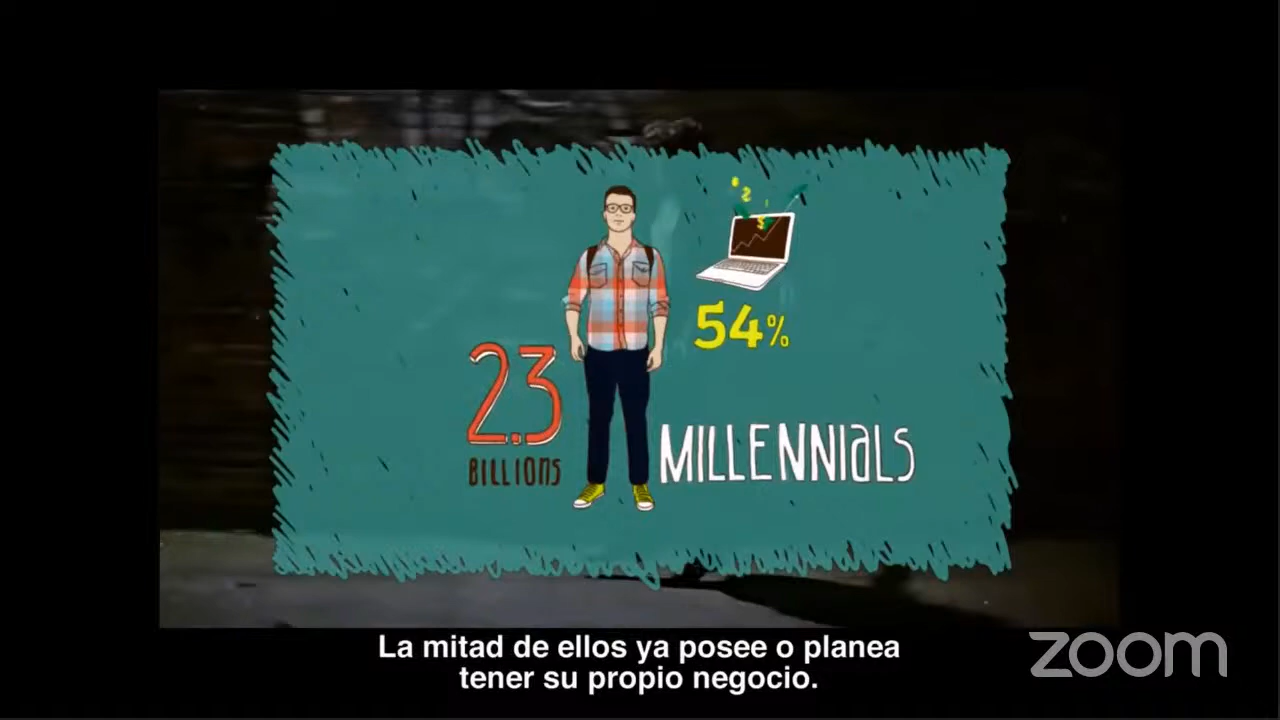 54%
2.3
BILLIONS
MILLENNIALS
La mitad de ellos ya posee o planea
tener su propio negocio.
zoom